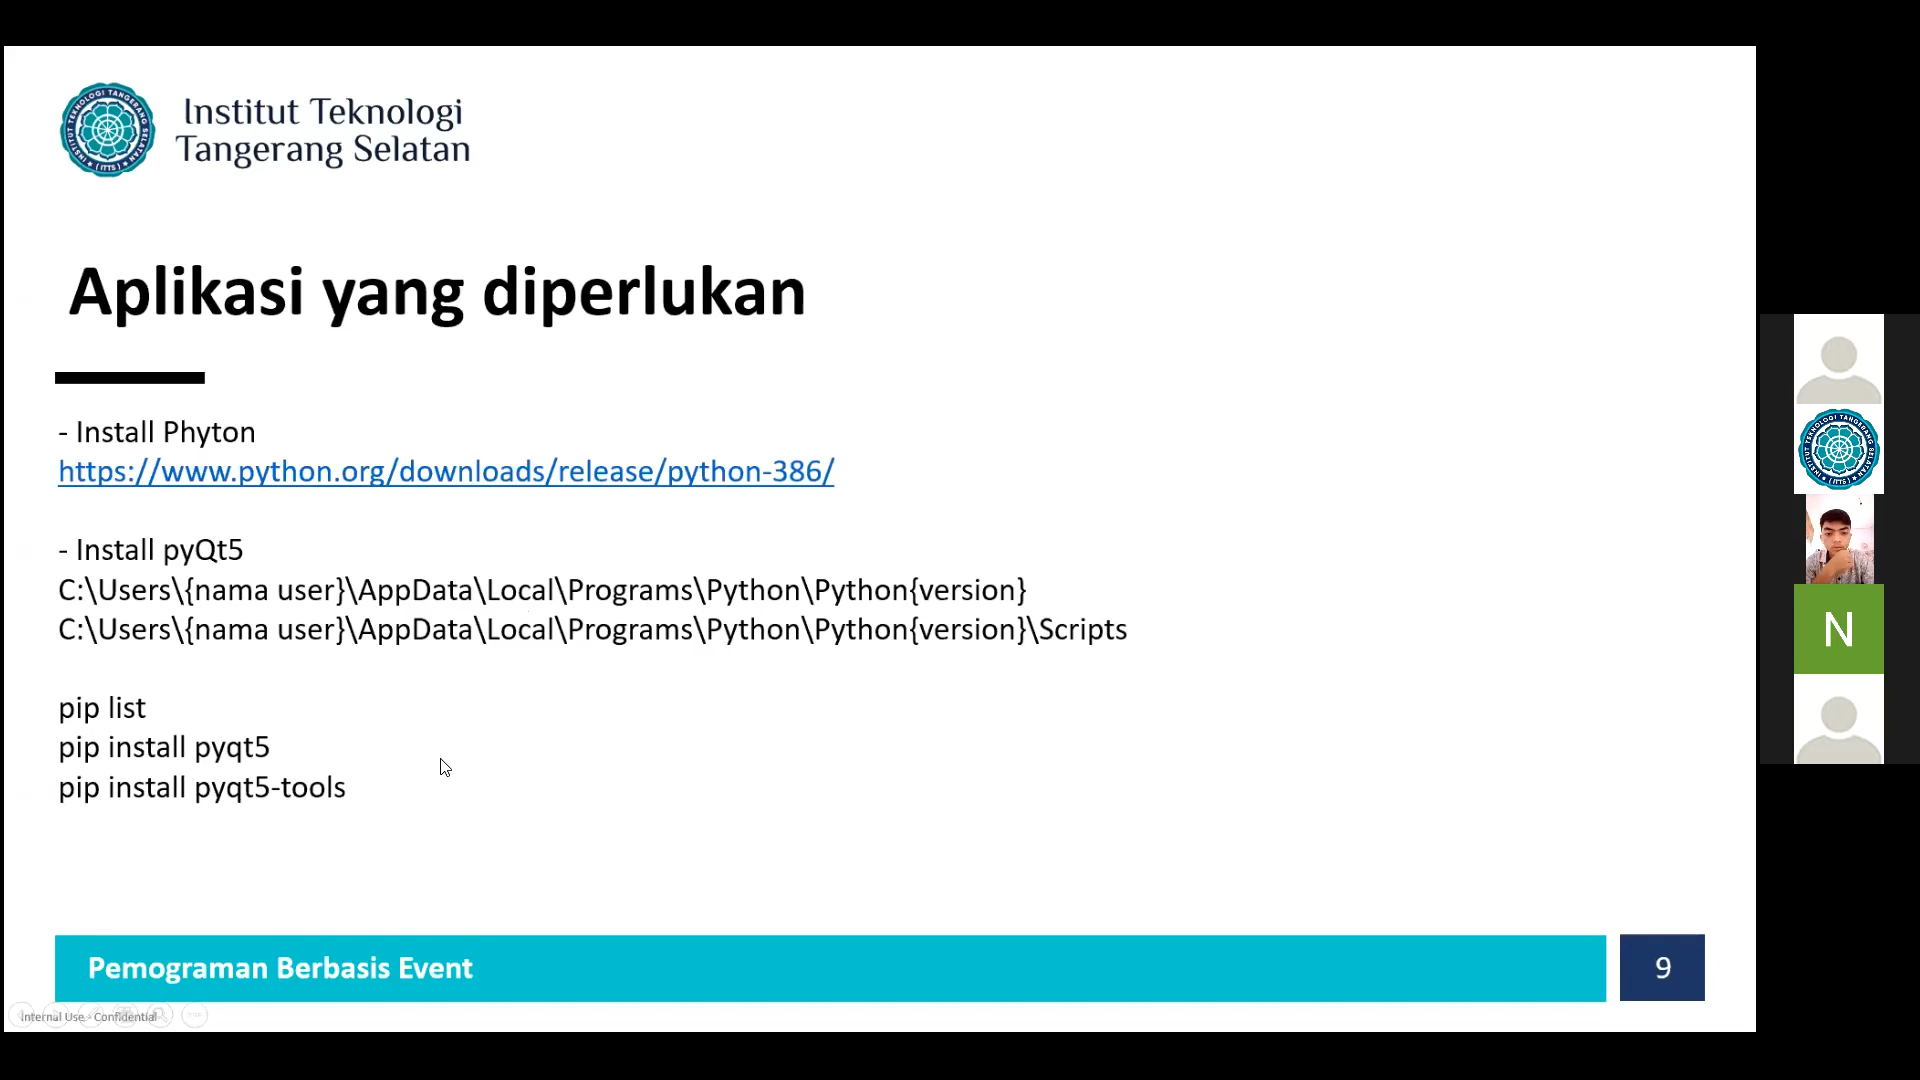 Institut Teknologi
Tangerang Selatan
Aplikasi yang diperlukan
- Install Phyton
https://www.python.org/downloads/release/python-386/
- Install pyQt5
C:\Users\{nama user}\AppData\Local\Programs\Python\Python{version}
C:\Users\{nama user}\AppData\Local\Programs\Python\Python{version}\Scripts
pip list
pip install pyqt5
pip install pyqt5-tools
Pemograman Berbasis Event
9
Internal Use - Confidential
N